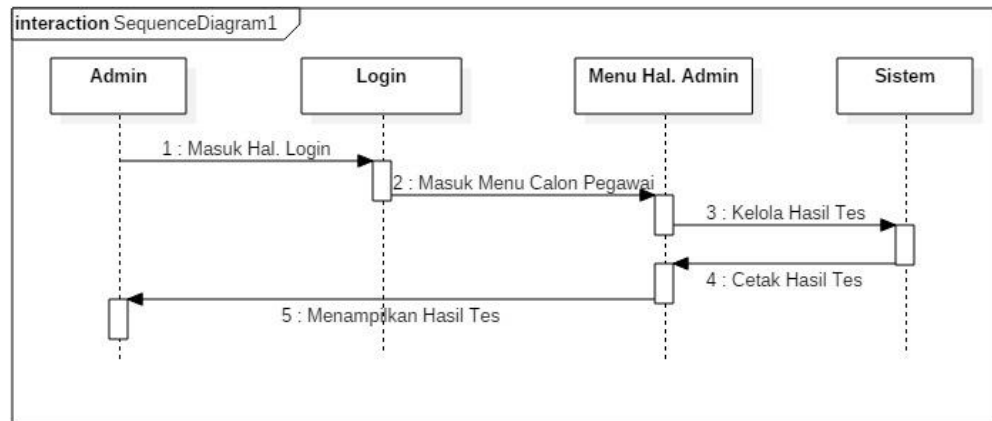 interaction SequenceDiagram1
Admin
Login
Menu Hal. Admin
Sistem
1 : Masuk Hal. Login
2 : Masuk Menu Calon Pegawai
3 : Kelola Hasil Tes
4 : Cetak Hasil Tes
5 : Menampilkan Hasil Tes